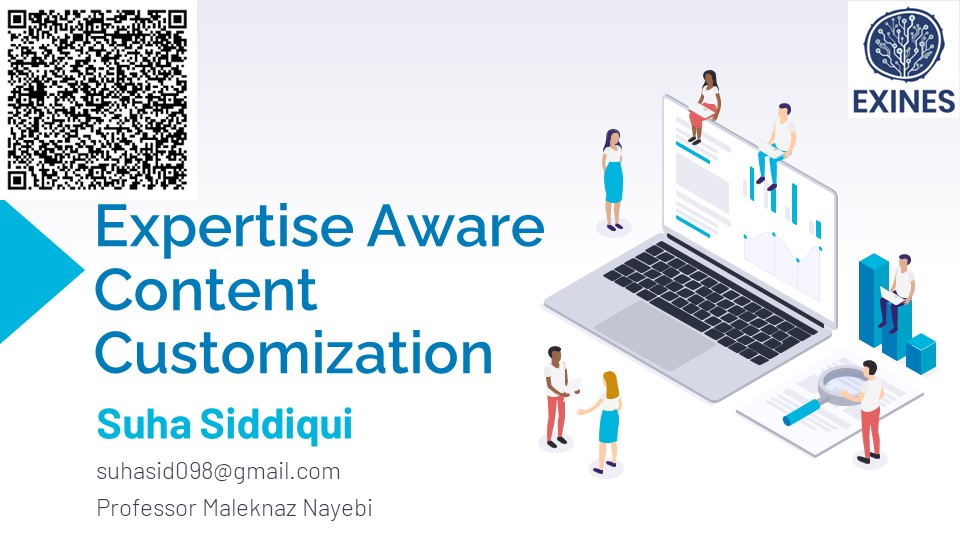 EXINES
Expertise Aware
Content
Customization
Suha Siddiqui
suhasid098@gmail.com
Professor Maleknaz Nayebi